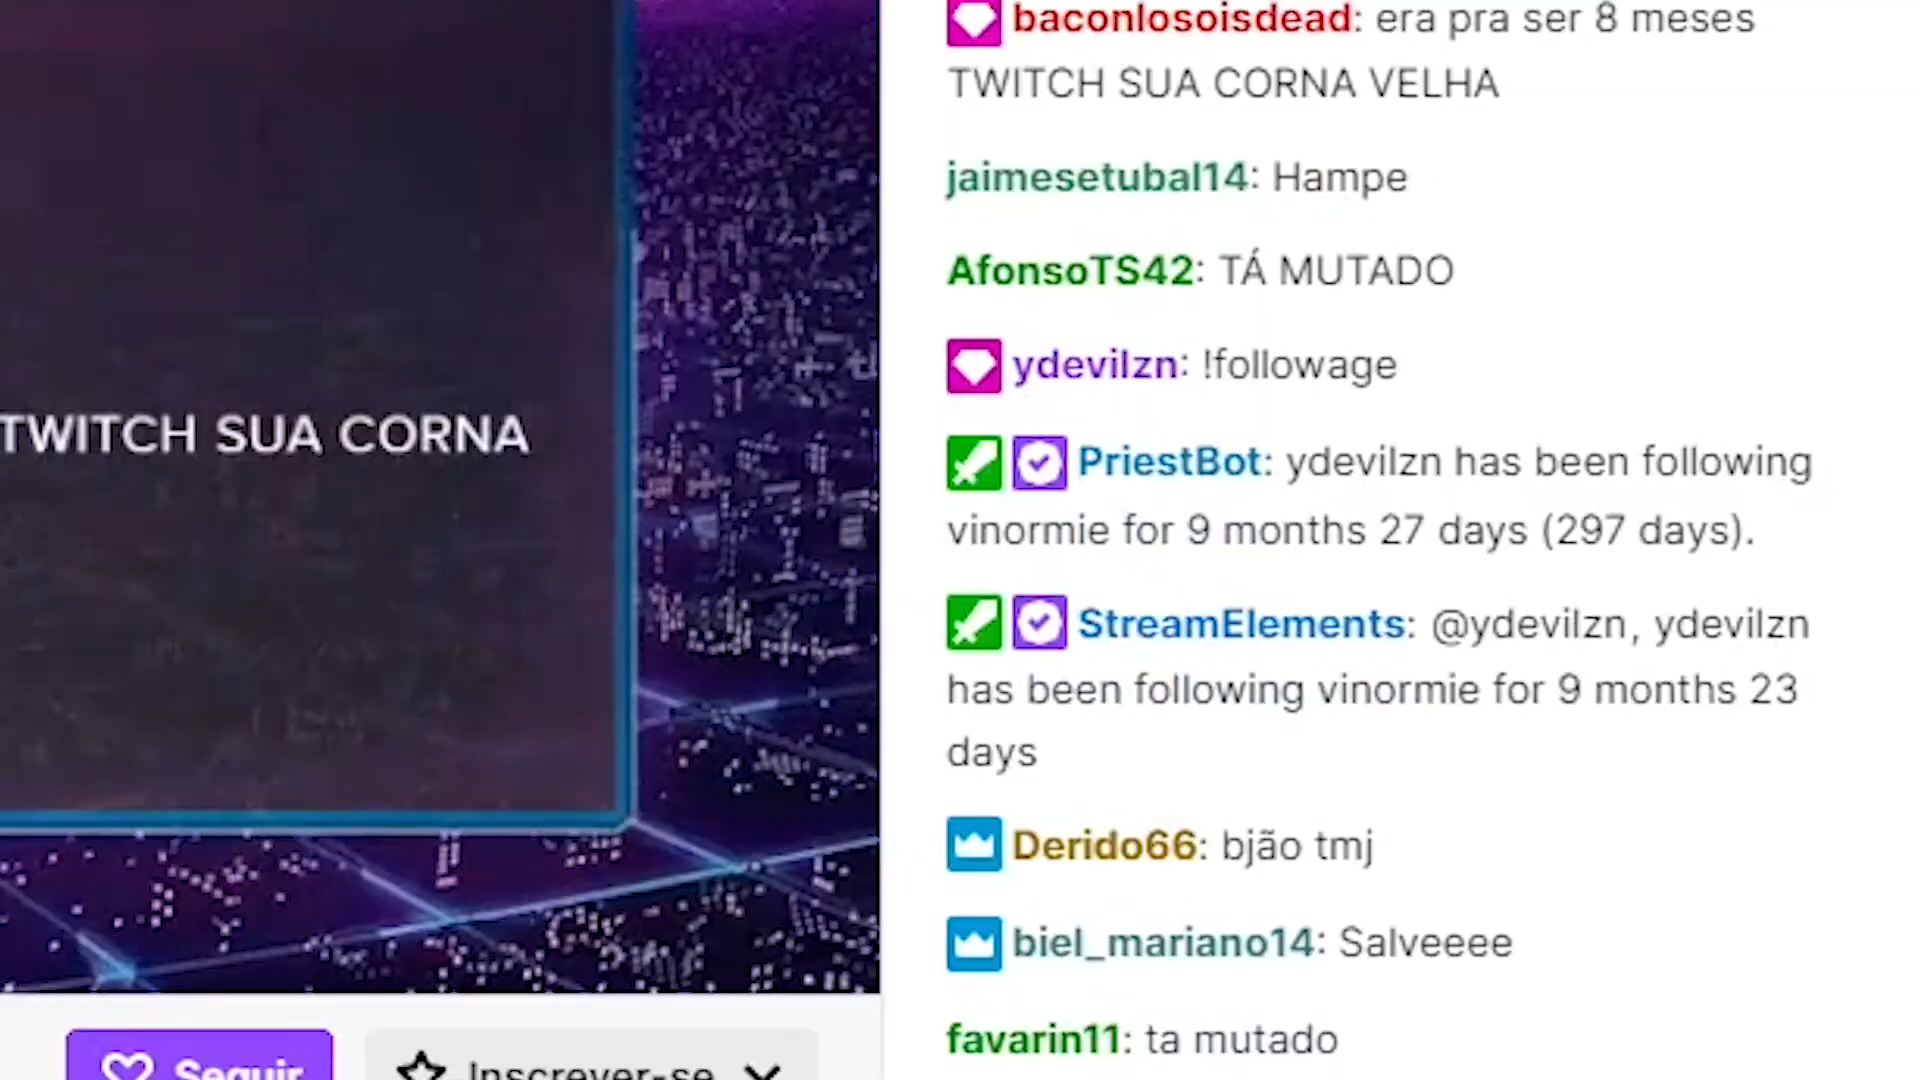 baconlosoisdead: era pra ser 8 meses
TWITCH SUA CORNA VELHA
jaimesetubal14: Hampe
AfonsoTS42: TÁ MUTADO
ydevilzn: !followage
TWITCH SUA CORNA
PriestBot: ydevilzn has been following
vinormie for 9 months 27 days (297 days).
StreamElements: @ydevilzn, ydevilzn
has been following vinormie for 9 months 23
days
Derido66: bjão tmj
biel_mariano14: Salveeee
favarin11: ta mutado
Seguir
Inscrever-se